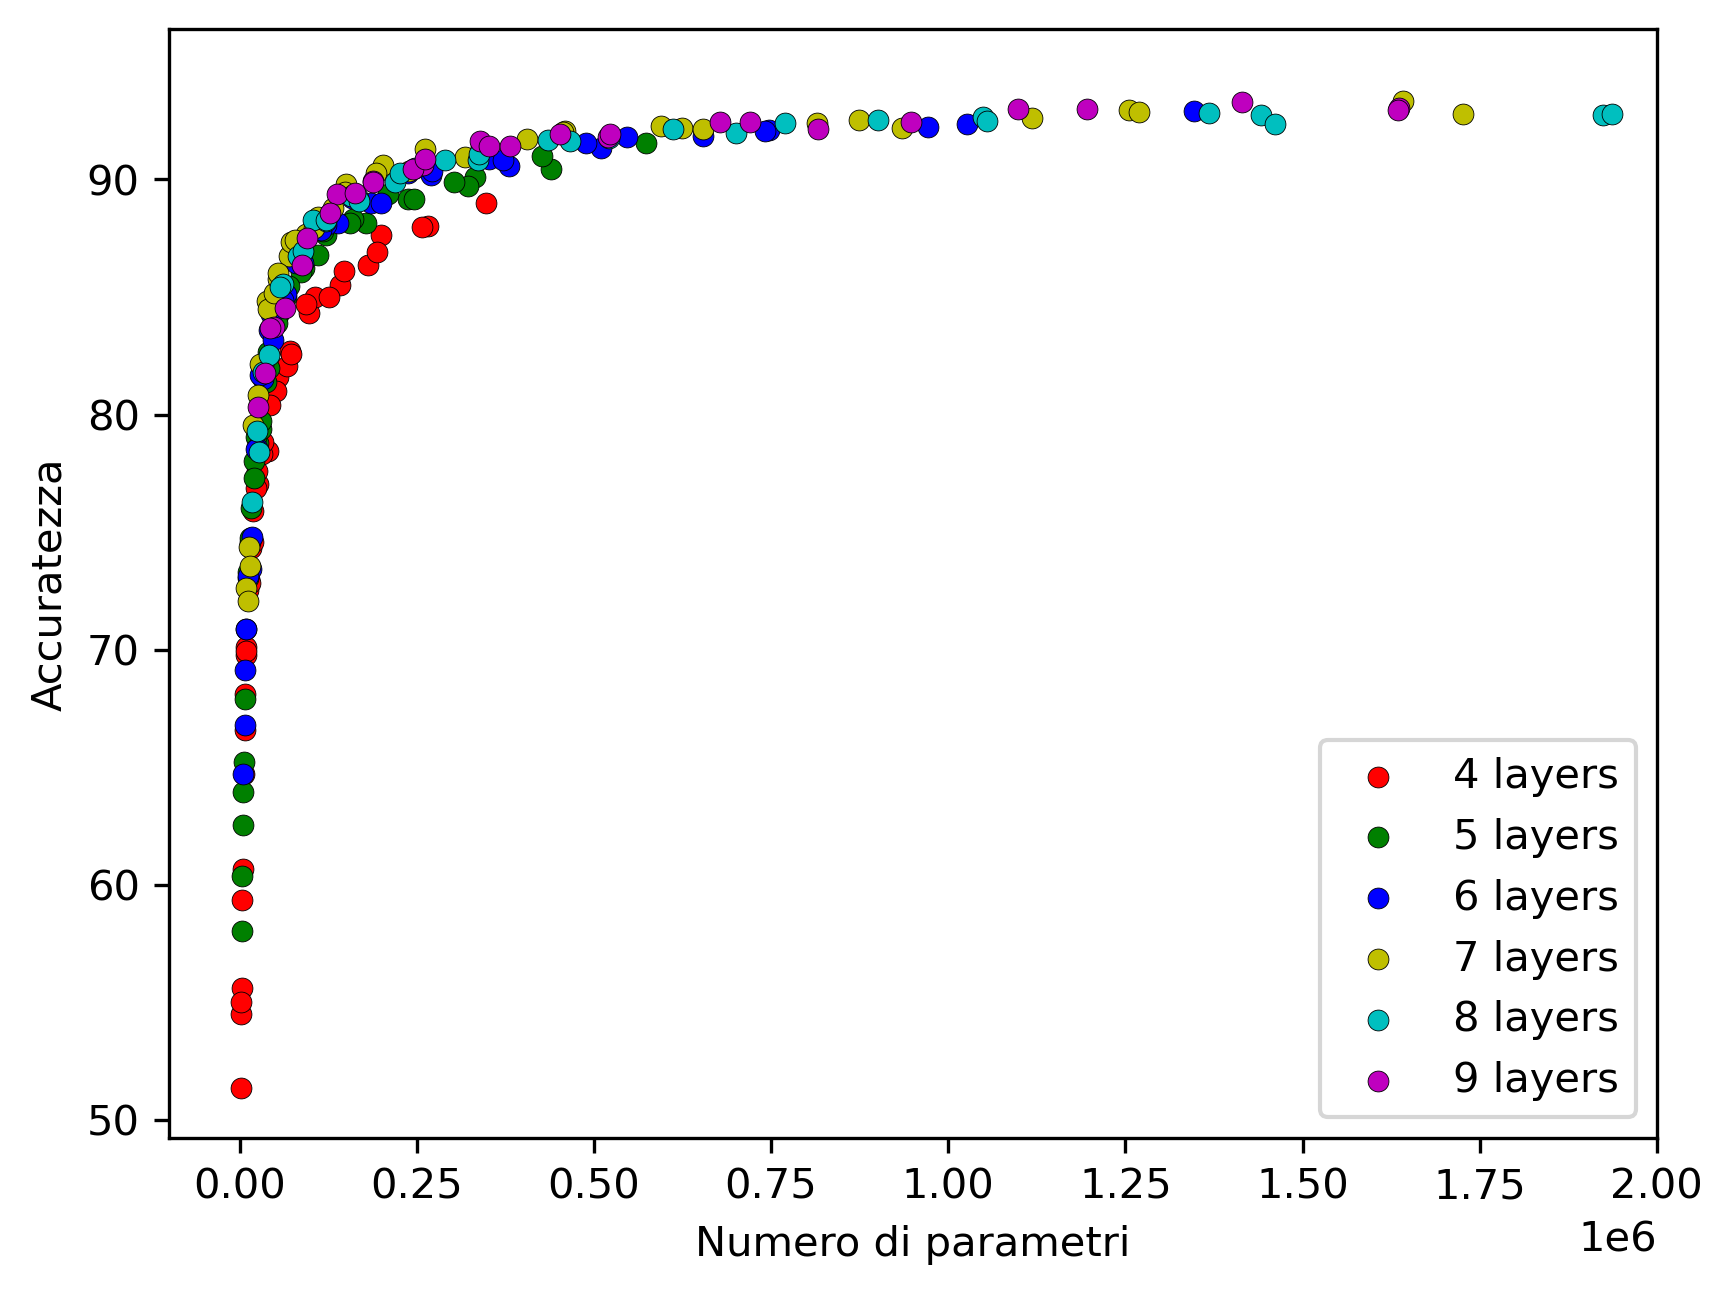 90
80
70
60
50
Accuratezza
0.00 0.25 0.50 0.75 1.00 1.25 1.50 1.75 2.00
1e6
Numero di parametri
4 layers
5 layers
6 layers
7 layers
8 layers
9 layers